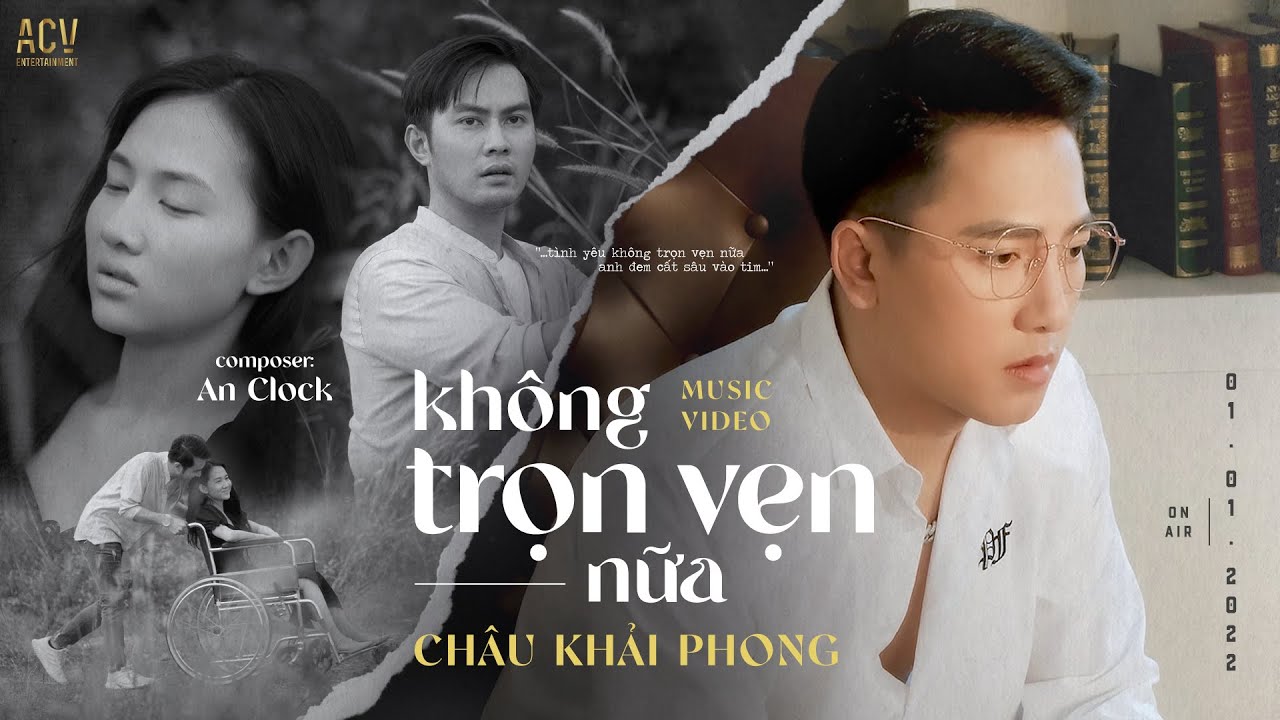 ACV
ENTERTAINMENT
"...tình yêu không trọn vẹn nữa
anh đem cất sâu vào tim..."
composer:
An Clock
không
MUSIC
VIDEO
trọn vẹn
nữa
CHÂU KHẢI PHONG
ON
AIR
01.01.2022